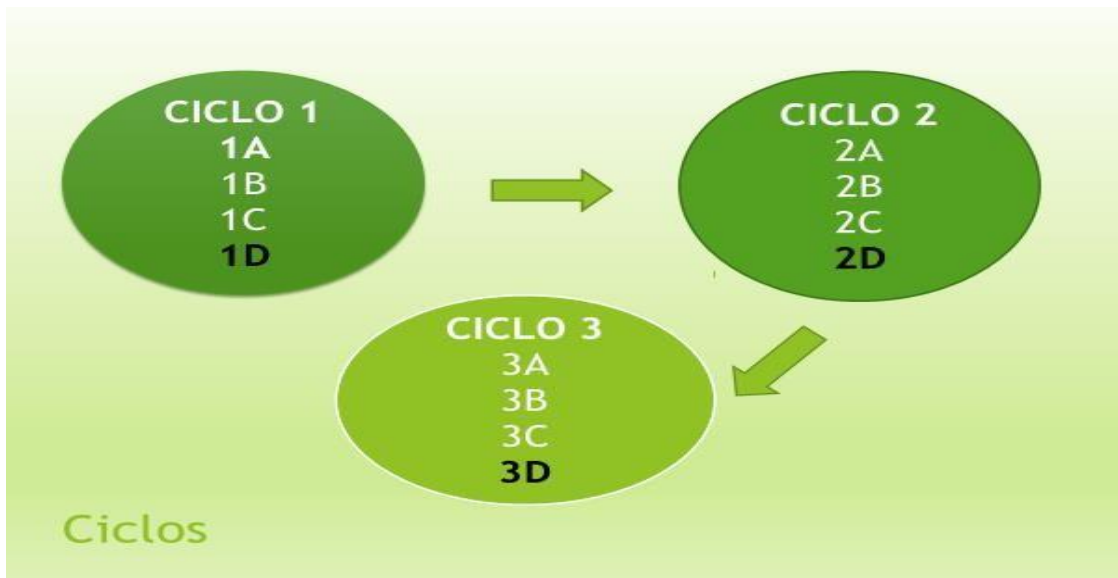 CICLO 1
1A
1B
1C
1D
CICLO 2
2A
2B
2C
2D
CICLO 3
3A
3B
3C
3D
Ciclos